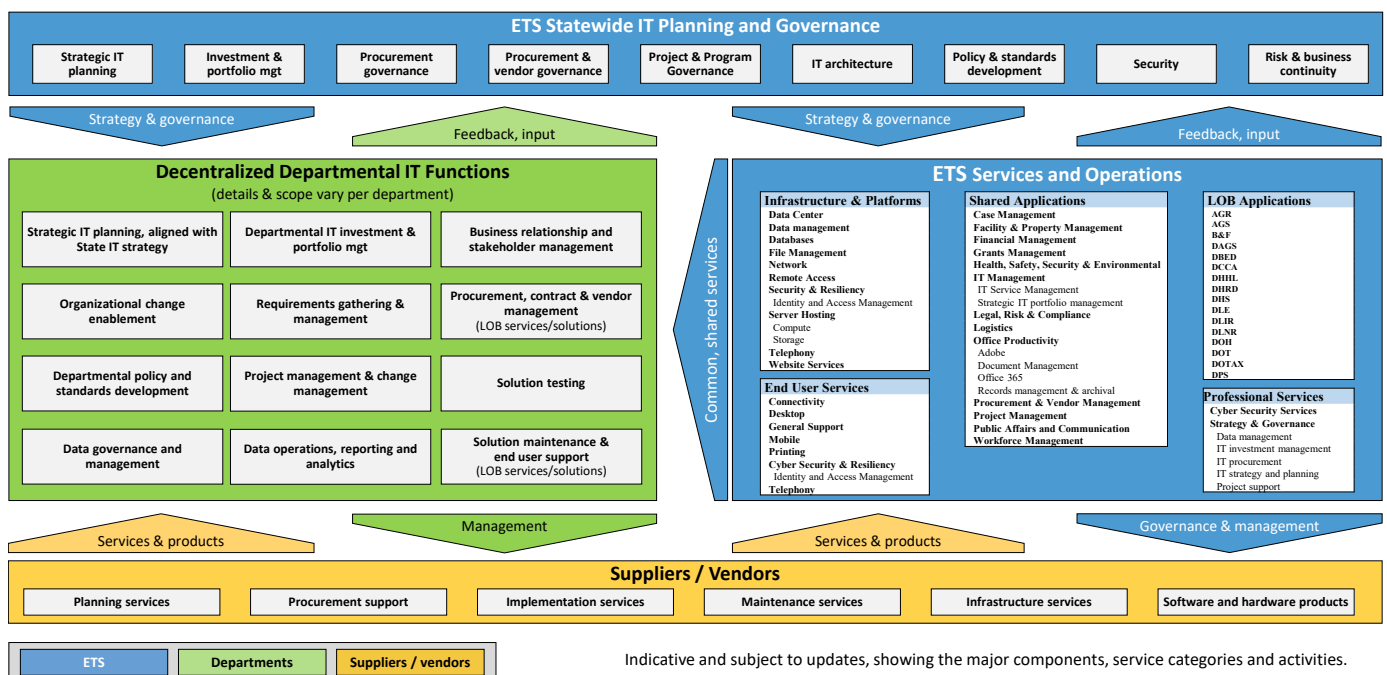 ETS Statewide IT Planning and Governance
Strategic IT
planning
Investment &
portfolio mgt
Procurement
governance
Procurement &
vendor governance
Project & Program
Governance
IT architecture
Policy & standards
development
Security
Risk & business
continuity
Strategy & governance
Feedback, input
Strategy & governance
Feedback, input
Decentralized Departmental IT Functions
(details & scope vary per department)
Strategic IT planning, aligned with
State IT strategy
Departmental IT investment &
portfolio mgt
Business relationship and
stakeholder management
Organizational change
enablement
Requirements gathering &
management
Procurement, contract & vendor
management
(LOB services/solutions)
Departmental policy and
standards development
Project management & change
management
Solution testing
Data governance and
management
Data operations, reporting and
analytics
Solution maintenance &
end user support
(LOB services/solutions)
Common, shared services
ETS Services and Operations
Infrastructure & Platforms
Data Center
Data management
Databases
File Management
Network
Remote Access
Security & Resiliency
Identity and Access Management
Server Hosting
Compute
Storage
Telephony
Website Services
End User Services
Connectivity
Desktop
General Support
Mobile
Printing
Cyber Security & Resiliency
Identity and Access Management
Telephony
Shared Applications
Case Management
Facility & Property Management
Financial Management
Grants Management
Health, Safety, Security & Environmental
IT Management
IT Service Management
Strategic IT portfolio management
Legal, Risk & Compliance
Logistics
Office Productivity
Adobe
Document Management
Office 365
Records management & archival
Procurement & Vendor Management
Project Management
Public Affairs and Communication
Workforce Management
LOB Applications
AGR
AGS
B&F
DAGS
DBED
DCCA
DHHL
DHRD
DHS
DLE
DLIR
DLNR
DOH
DOT
DOTAX
DPS
Professional Services
Cyber Security Services
Strategy & Governance
Data management
IT investment management
IT procurement
IT strategy and planning
Project support
Services & products
Management
Services & products
Governance & management
Suppliers / Vendors
Planning services
Procurement support
Implementation services
Maintenance services
Infrastructure services
Software and hardware products
ETS
Departments
Suppliers / vendors
Indicative and subject to updates, showing the major components, service categories and activities.